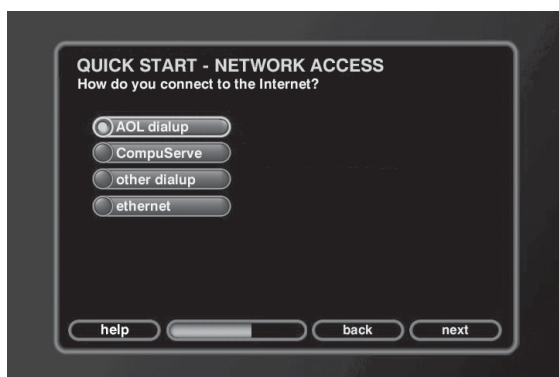 QUICK START - NETWORK ACCESS
How do you connect to the Internet?
AOL dialup
CompuServe
other dialup
ethernet
help
back
next